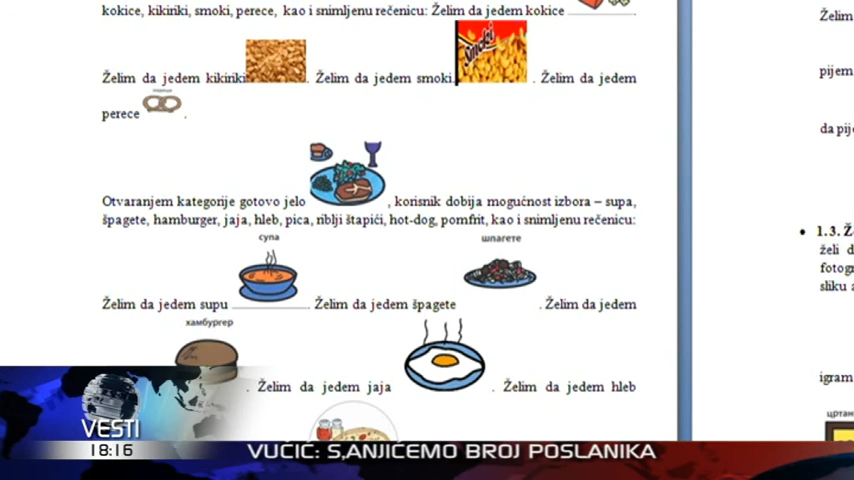 kokice, kikiriki, smoki, perece, kao i snimljenu rečenicu: Želim da jedem kokice
Želim da jedem kikiriki. Želim da jedem smoki. . Želim da jedem
Smoki
perece .
Otvaranjem kategorije gotovo jelo , korisnik dobija mogućnost izbora – supa,
špagete, hamburger, jaja, hleb, pica, riblji štapići, hot-dog, pomfrit, kao i snimljenu rečenicu:
супа
шпагете
Želim da jedem supu . Želim da jedem špagete . Želim da jedem
хамбургер
. Želim da jedem jaja . Želim da jedem hleb
Želim
pijem
da pije
• 1.3. Ž
želi d
fotogr
sliku a
igram
цртан
VESTI
18:16
VUČIĆ: S,ANJIĆEMO BROJ POSLANIKA